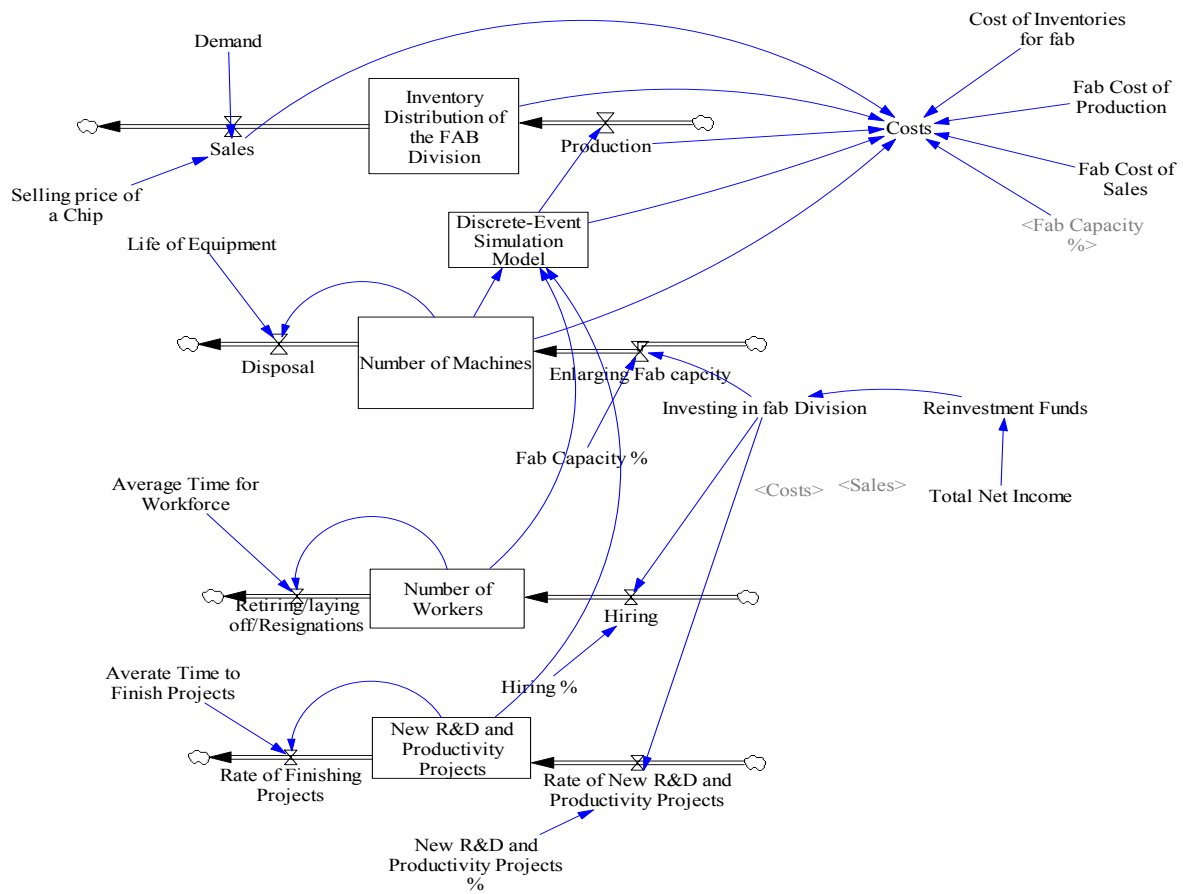 Demand
Cost of Inventories
for fab
Inventory
Distribution of
the FAB
Division
Fab Cost of
Production
Sales
Production
Costs
Selling price of
a Chip
Fab Cost of
Sales
<Fab Capacity
%>
Discrete-Event
Simulation
Model
Life of Equipment
Disposal
Number of Machines
Enlarging Fab capcity
Investing in fab Division
Reinvestment Funds
Fab Capacity %
<Costs>
<Sales>
Total Net Income
Average Time for
Workforce
Number of
Workers
Retiring/laying
off/Resignations
Hiring
Hiring %
Averate Time to
Finish Projects
New R&D and
Productivity
Projects
Rate of Finishing
Projects
Rate of New R&D and
Productivity Projects
New R&D and
Productivity Projects
%